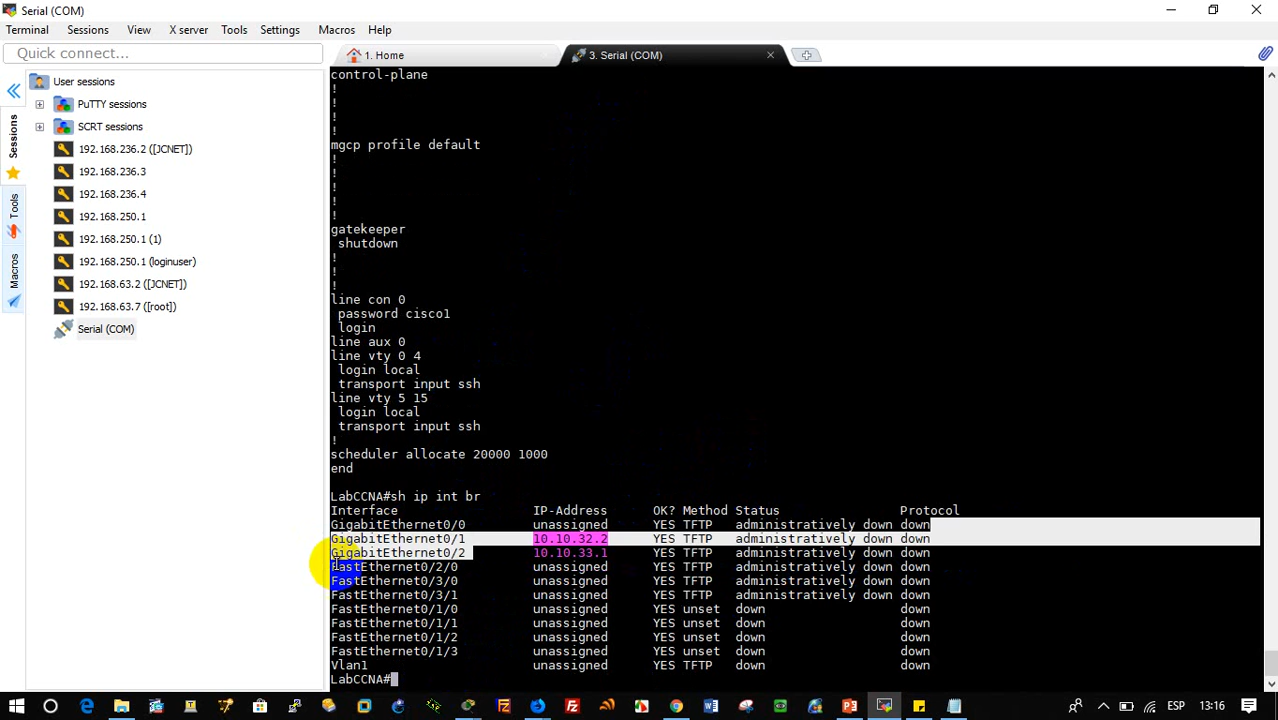 Serial (COM)
Terminal Sessions View X server Tools Settings Macros Help
Quick connect...
1. Home
3. Serial (COM)
Sessions
Tools
Macros
User sessions
PuTTY sessions
SCRT sessions
192.168.236.2 ([JCNET])
192.168.236.3
192.168.236.4
192.168.250.1
192.168.250.1 (1)
192.168.250.1 (loginuser)
192.168.63.2 ([JCNET])
192.168.63.7 ([root])
Serial (COM)
control-plane
!
!
!
!
mgcp profile default
!
!
!
!
!
gatekeeper
shutdown
!
!
!
line con 0
password cisco1
login
line aux 0
line vty 0 4
login local
transport input ssh
line vty 5 15
login local
transport input ssh
!
scheduler allocate 20000 1000
end
LabCCNA#sh ip int br
Interface IP-Address OK? Method Status Protocol
GigabitEthernet0/0 unassigned YES TFTP administratively down down
GigabitEthernet0/1 10.10.32.2 YES TFTP administratively down down
GigabitEthernet0/2 10.10.33.1 YES TFTP administratively down down
FastEthernet0/2/0 unassigned YES TFTP administratively down down
FastEthernet0/3/0 unassigned YES TFTP administratively down down
FastEthernet0/3/1 unassigned YES TFTP administratively down down
FastEthernet0/1/0 unassigned YES unset down down
FastEthernet0/1/1 unassigned YES unset down down
FastEthernet0/1/2 unassigned YES unset down down
FastEthernet0/1/3 unassigned YES unset down down
Vlan1 unassigned YES TFTP down down
LabCCNA#
ESP 13:16